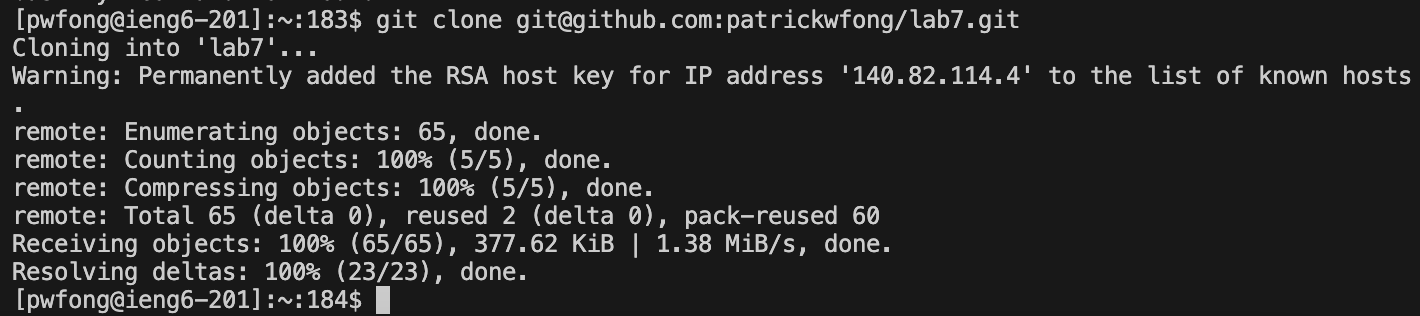 [pwfong@ieng6-201]:~:183$ git clone git@github.com:patrickwfong/lab7.git
Cloning into 'lab7'...
Warning: Permanently added the RSA host key for IP address '140.82.114.4' to the list of known hosts
.
remote: Enumerating objects: 65, done.
remote: Counting objects: 100% (5/5), done.
remote: Compressing objects: 100% (5/5), done.
remote: Total 65 (delta 0), reused 2 (delta 0), pack-reused 60
Receiving objects: 100% (65/65), 377.62 KiB | 1.38 MiB/s, done.
Resolving deltas: 100% (23/23), done.
[pwfong@ieng6-201]:~:184$